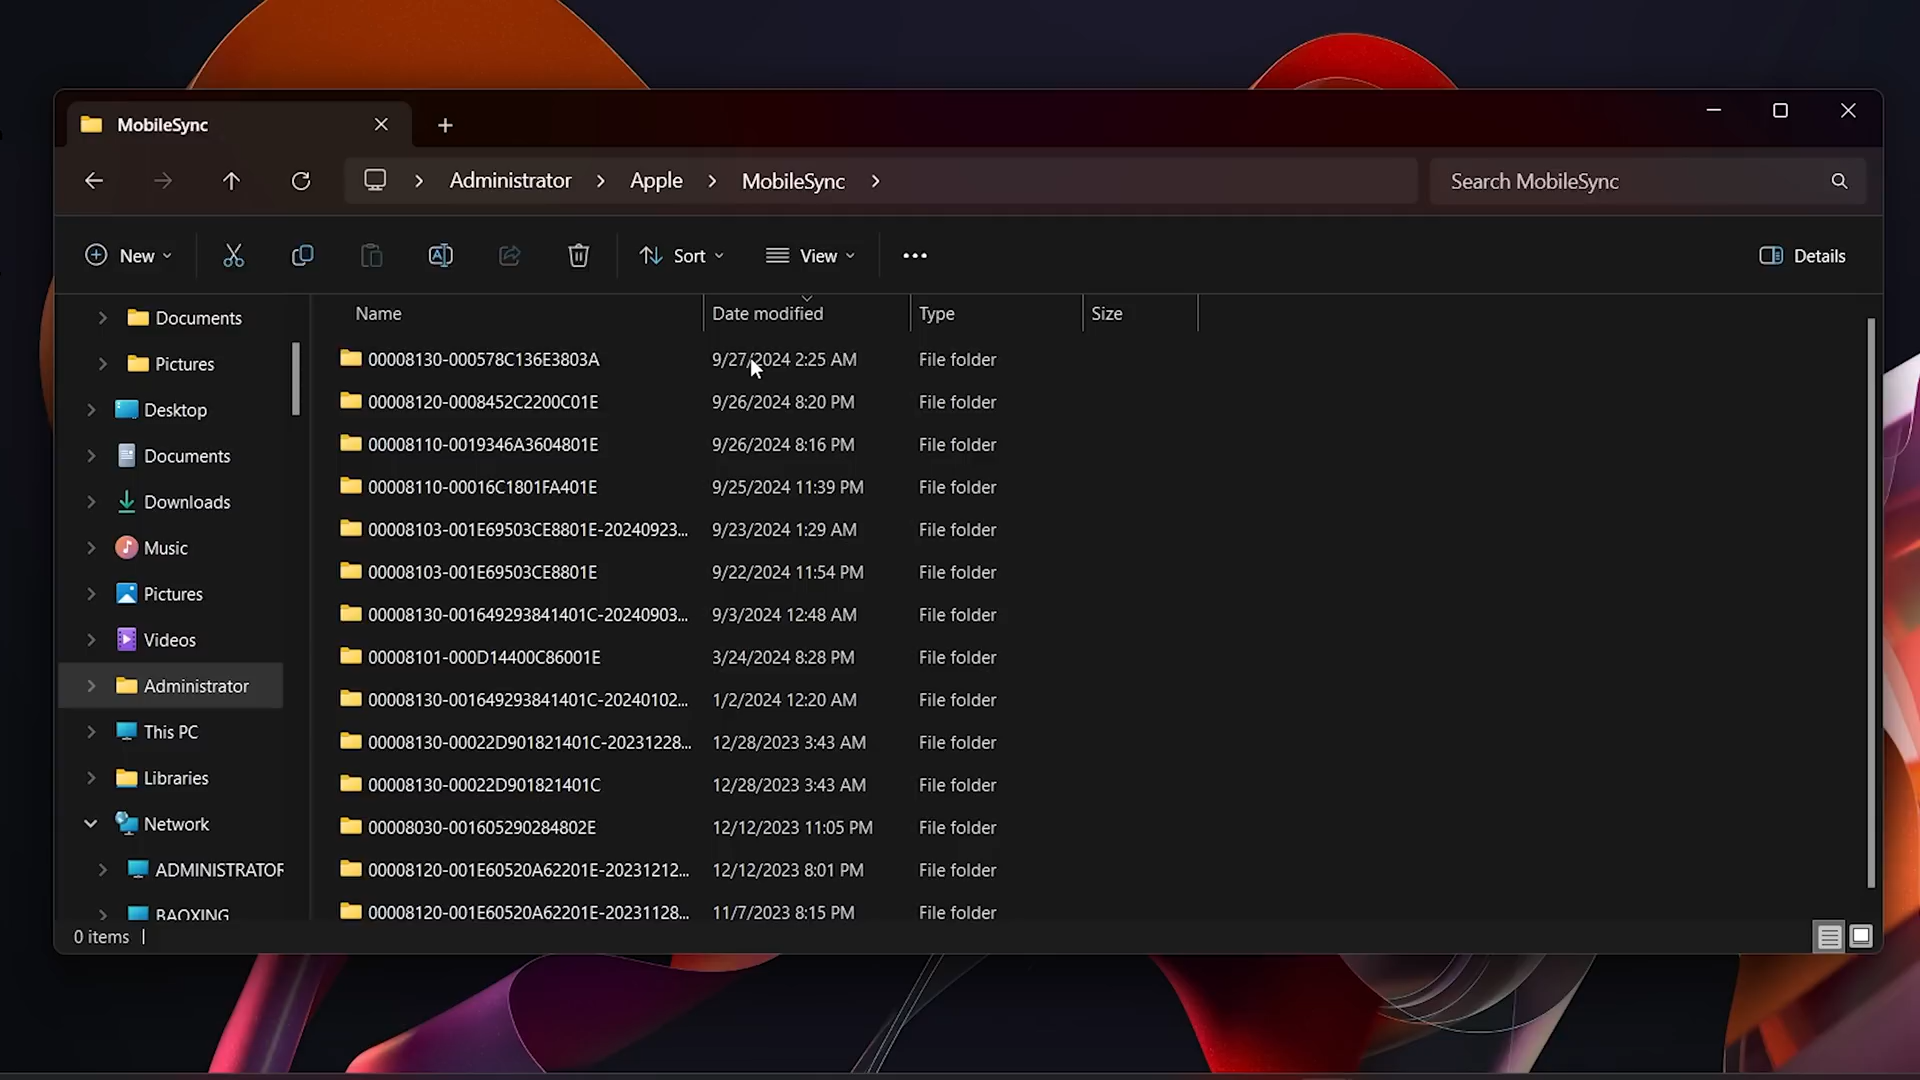 MobileSync
Administrator Apple MobileSync
Search MobileSync
New Sort View ••• Details
Documents
Pictures
Desktop
Documents
Downloads
Music
Pictures
Videos
Administrator
This PC
Libraries
Network
ADMINISTRATOR
BAOXING
Name Date modified Type Size
00008130-000578C136E3803A 9/27/2024 2:25 AM File folder
00008120-0008452C2200C01E 9/26/2024 8:20 PM File folder
00008110-0019346A3604801E 9/26/2024 8:16 PM File folder
00008110-00016C1801FA401E 9/25/2024 11:39 PM File folder
00008103-001E69503CE8801E-20240923... 9/23/2024 1:29 AM File folder
00008103-001E69503CE8801E 9/22/2024 11:54 PM File folder
00008130-001649293841401C-20240903... 9/3/2024 12:48 AM File folder
00008101-000D14400C86001E 3/24/2024 8:28 PM File folder
00008130-001649293841401C-20240102... 1/2/2024 12:20 AM File folder
00008130-00022D901821401C-20231228... 12/28/2023 3:43 AM File folder
00008130-00022D901821401C 12/28/2023 3:43 AM File folder
00008030-001605290284802E 12/12/2023 11:05 PM File folder
00008120-001E60520A62201E-20231212... 12/12/2023 8:01 PM File folder
00008120-001E60520A62201E-20231128... 11/7/2023 8:15 PM File folder
0 items